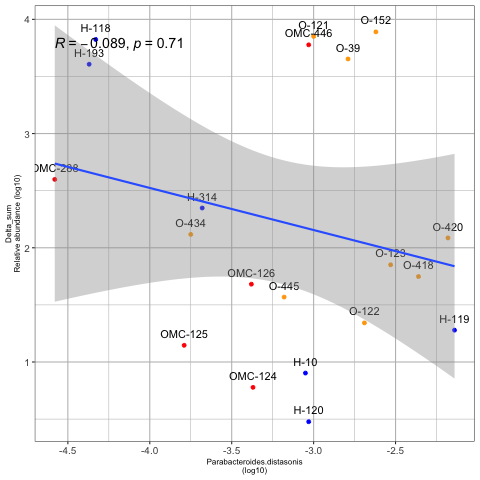 4
3
2
1
Delta_sum
Relative abundance (log10)
R = −0.089, p = 0.71
H-118
H-193
O-121
OMC-446
O-152
O-39
OMC-288
H-314
O-434
O-420
O-123
O-418
OMC-126
O-445
O-122
H-119
OMC-125
OMC-124
H-10
H-120
-4.5 -4.0 -3.5 -3.0 -2.5
Parabacteroides.distasonis
(log10)